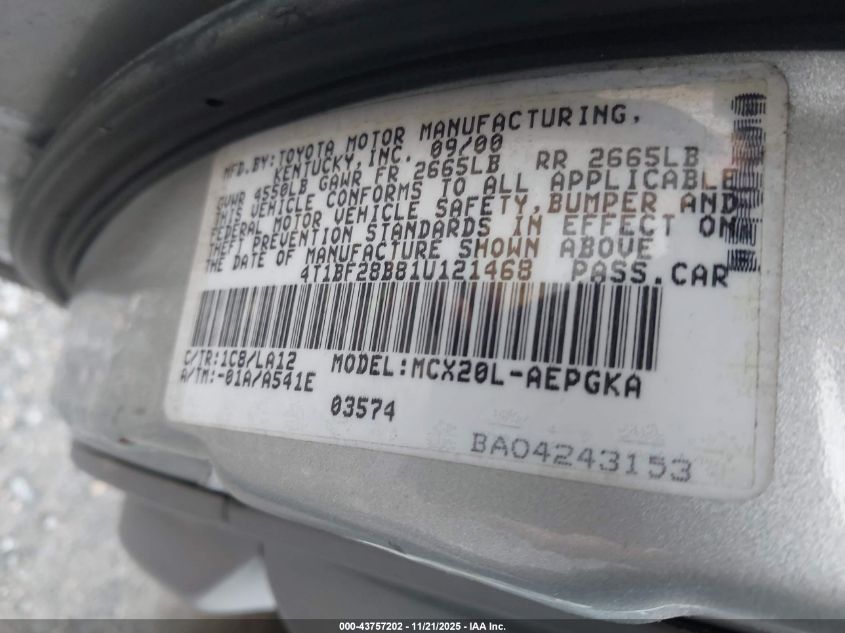 MFD.BY:TOYOTA MOTOR MANUFACTURING,
KENTUCKY,INC. 09/00
GVWR 4550LB GAWR FR 2665LB RR 2665LB
THIS VEHICLE CONFORMS TO ALL APPLICABLE
FEDERAL MOTOR VEHICLE SAFETY,BUMPER AND
THEFT PREVENTION STANDARDS IN EFFECT ON
THE DATE OF MANUFACTURE SHOWN ABOVE
4T1BF28B81U121468 PASS.CAR
C/TR:1C8/LA12 MODEL:MCX20L-AEPGKA
A/TM:-01A/A541E
03574
BA04243153
000-43757202 - 11/21/2025 - IAA Inc.